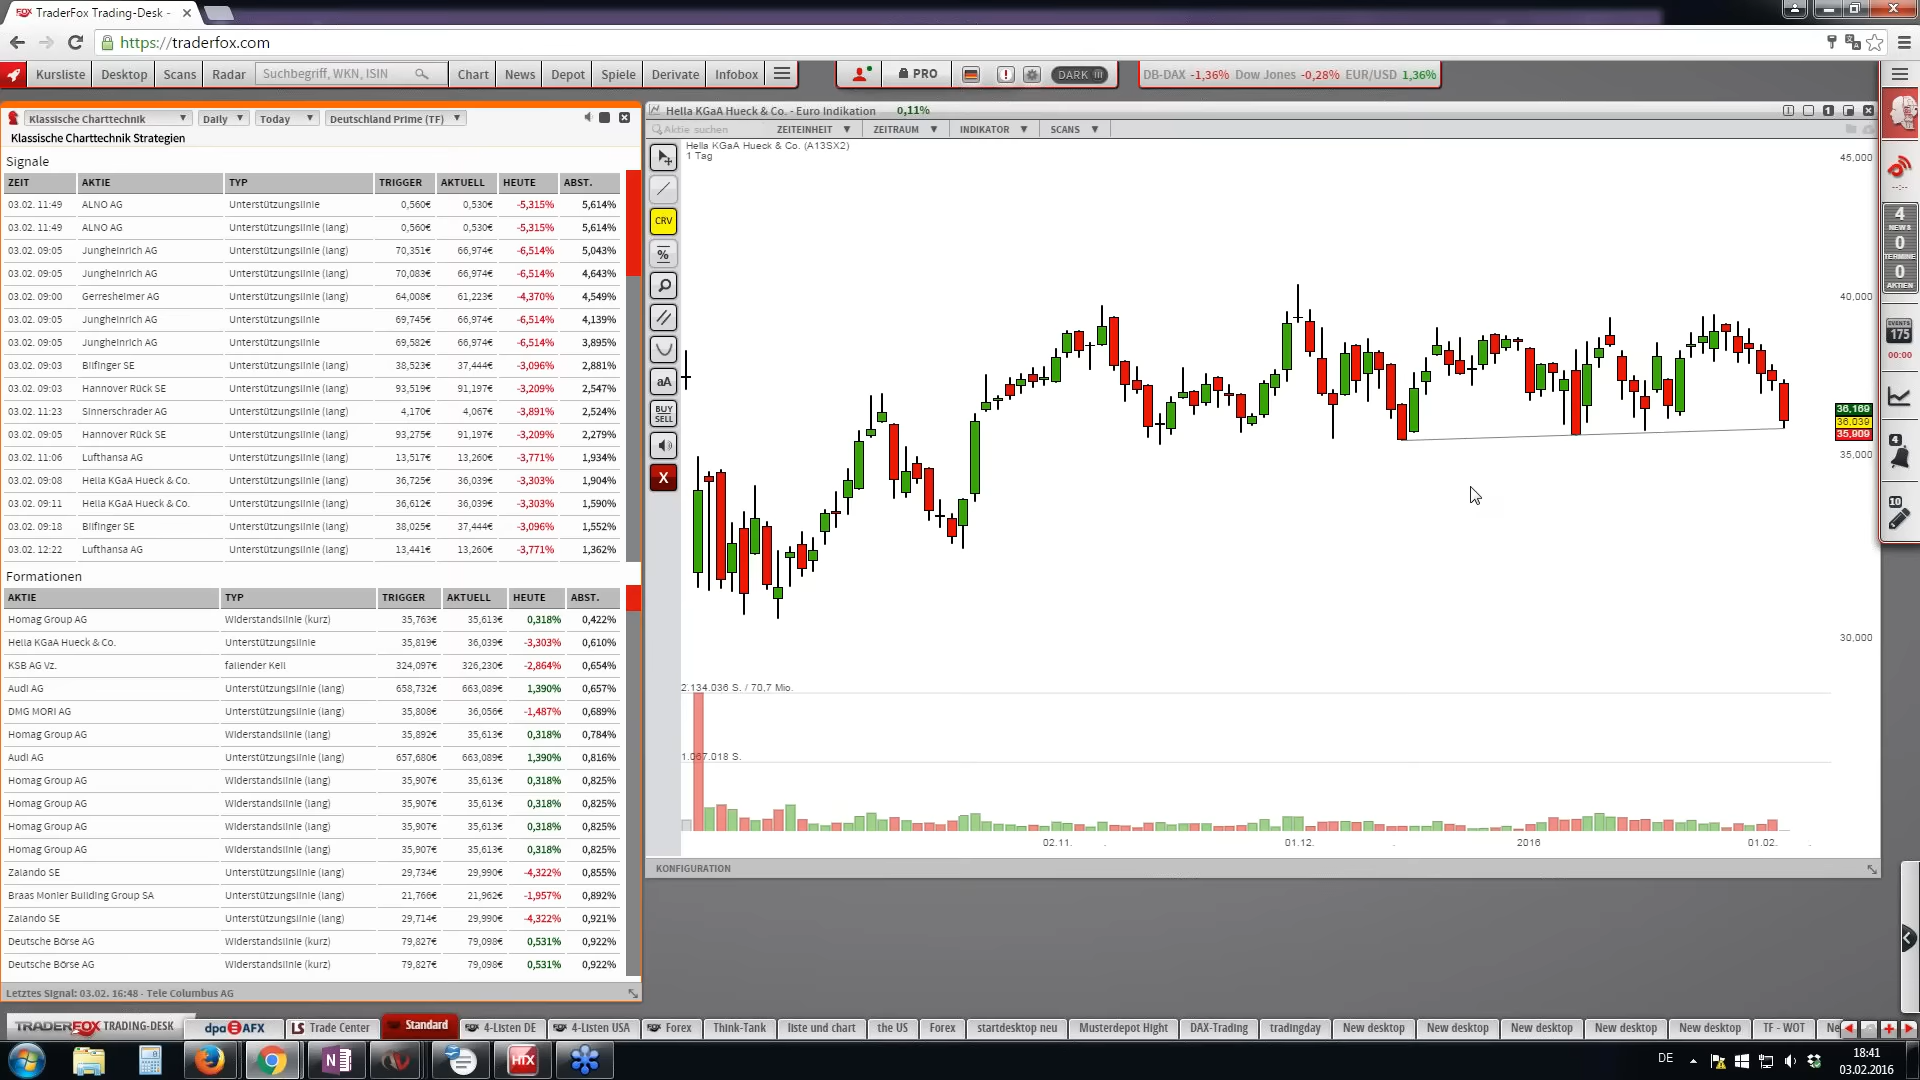 TraderFox Trading-Desk -
https://traderfox.com
Kursliste Desktop Scans Radar Suchbegriff, WKN, ISIN Chart News Depot Spiele Derivate Infobox PRO DARK DB-DAX -1,36% Dow Jones -0,28% EUR/USD 1,36%
Klassische Charttechnik Daily Today Deutschland Prime (TF)
Klassische Charttechnik Strategien
Signale
ZEIT AKTIE TYP TRIGGER AKTUELL HEUTE ABST.
03.02. 11:49 ALNO AG Unterstützungslinie 0,560€ 0,530€ -5,315% 5,614%
03.02. 11:49 ALNO AG Unterstützungslinie (lang) 0,560€ 0,530€ -5,315% 5,614%
03.02. 09:05 Jungheinrich AG Unterstützungslinie (lang) 70,351€ 66,974€ -6,514% 5,043%
03.02. 09:05 Jungheinrich AG Unterstützungslinie (lang) 70,083€ 66,974€ -6,514% 4,643%
03.02. 09:00 Gerresheimer AG Unterstützungslinie (lang) 64,008€ 61,223€ -4,370% 4,549%
03.02. 09:05 Jungheinrich AG Unterstützungslinie 69,745€ 66,974€ -6,514% 4,139%
03.02. 09:05 Jungheinrich AG Unterstützungslinie (lang) 69,582€ 66,974€ -6,514% 3,895%
03.02. 09:03 Bilfinger SE Unterstützungslinie (lang) 38,523€ 37,444€ -3,096% 2,881%
03.02. 09:03 Hannover Rück SE Unterstützungslinie (lang) 93,519€ 91,197€ -3,209% 2,547%
03.02. 11:23 Sinnerschrader AG Unterstützungslinie (lang) 4,170€ 4,067€ -3,891% 2,524%
03.02. 09:05 Hannover Rück SE Unterstützungslinie (lang) 93,275€ 91,197€ -3,209% 2,279%
03.02. 11:06 Lufthansa AG Unterstützungslinie (lang) 13,517€ 13,260€ -3,771% 1,934%
03.02. 09:08 Hella KGaA Hueck & Co. Unterstützungslinie (lang) 36,725€ 36,039€ -3,303% 1,904%
03.02. 09:11 Hella KGaA Hueck & Co. Unterstützungslinie (lang) 36,612€ 36,039€ -3,303% 1,590%
03.02. 09:18 Bilfinger SE Unterstützungslinie (lang) 38,025€ 37,444€ -3,096% 1,552%
03.02. 12:22 Lufthansa AG Unterstützungslinie (lang) 13,441€ 13,260€ -3,771% 1,362%
Formationen
AKTIE TYP TRIGGER AKTUELL HEUTE ABST.
Homag Group AG Widerstandslinie (kurz) 35,763€ 35,613€ 0,318% 0,422%
Hella KGaA Hueck & Co. Unterstützungslinie 35,819€ 36,039€ -3,303% 0,610%
KSB AG Vz. fallender Keil 324,097€ 326,230€ -2,864% 0,654%
Audi AG Unterstützungslinie (lang) 658,732€ 663,089€ 1,390% 0,657%
DMG MORI AG Unterstützungslinie (lang) 35,808€ 36,056€ -1,487% 0,689%
Homag Group AG Widerstandslinie (lang) 35,892€ 35,613€ 0,318% 0,784%
Audi AG Unterstützungslinie (lang) 657,680€ 663,089€ 1,390% 0,816%
Homag Group AG Widerstandslinie (lang) 35,907€ 35,613€ 0,318% 0,825%
Homag Group AG Widerstandslinie (lang) 35,907€ 35,613€ 0,318% 0,825%
Homag Group AG Widerstandslinie (lang) 35,907€ 35,613€ 0,318% 0,825%
Homag Group AG Widerstandslinie (lang) 35,907€ 35,613€ 0,318% 0,825%
Zalando SE Unterstützungslinie (lang) 29,734€ 29,990€ -4,322% 0,855%
Braas Monier Building Group SA Unterstützungslinie (lang) 21,766€ 21,962€ -1,957% 0,892%
Zalando SE Unterstützungslinie (lang) 29,714€ 29,990€ -4,322% 0,921%
Deutsche Börse AG Widerstandslinie (kurz) 79,827€ 79,098€ 0,531% 0,922%
Deutsche Börse AG Widerstandslinie (kurz) 79,827€ 79,098€ 0,531% 0,922%
Letztes Signal: 03.02. 16:48 - Tele Columbus AG
Hella KGaA Hueck & Co. - Euro Indikation 0,11%
Aktie suchen ZEITEINHEIT ZEITRAUM INDIKATOR SCANS
Hella KGaA Hueck & Co. (A13SX2)
1 Tag
CRV
%
aA
BUY
SELL
X
45,000
40,000
36,169
36,039
35,909
35,000
30,000
2.134.036 S. / 70,7 Mio.
1.067.018 S.
02.11. 01.12. 2016 01.02.
KONFIGURATION
--:--
4
NEWS
0
TERMINE
0
AKTIEN
EVENTS
175
00:00
4
10
TRADERFOX TRADING-DESK dpa AFX LS Trade Center Standard 4-Listen DE 4-Listen USA Forex Think-Tank liste und chart the US Forex startdesktop neu Musterdepot Hight DAX-Trading tradingday New desktop New desktop New desktop New desktop New desktop TF - WOT Ne
HTX
DE
18:41
03.02.2016